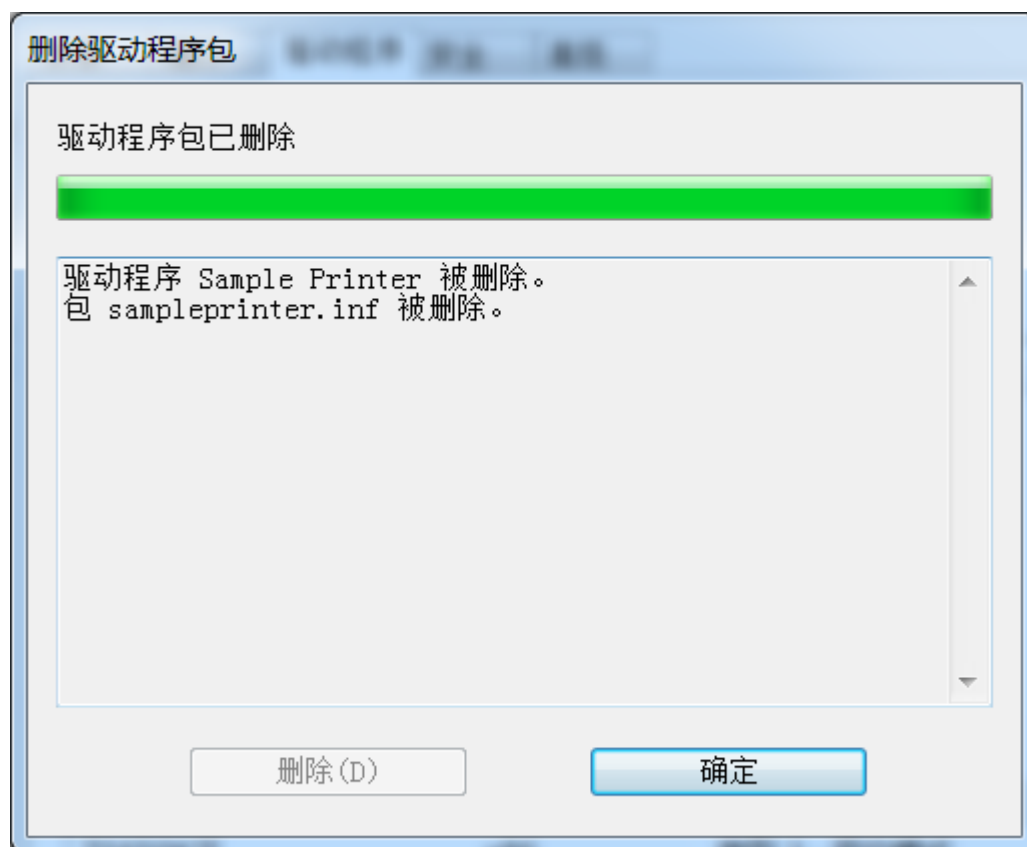 删除驱动程序包
驱动程序包已删除
驱动程序 Sample Printer 被删除。
包 sampleprinter.inf 被删除。
删除(D)
确定